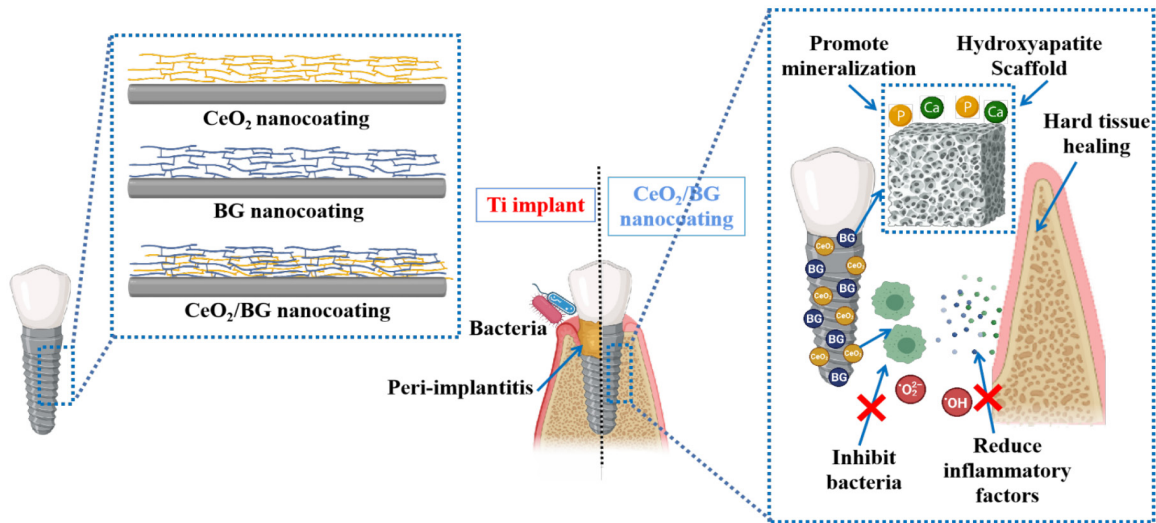 CeO₂ nanocoating
BG nanocoating
CeO₂/BG nanocoating
Ti implant
CeO₂/BG
nanocoating
Bacteria
Peri-implantitis
Promote
mineralization
Hydroxyapatite
Scaffold
P
Ca
P
Ca
Hard tissue
healing
BG
CeO₂
BG
CeO₂
BG
CeO₂
BG
BG
CeO₂
BG
CeO₂
CeO₂
BG
·O₂²⁻
·OH
Inhibit
bacteria
Reduce
inflammatory
factors